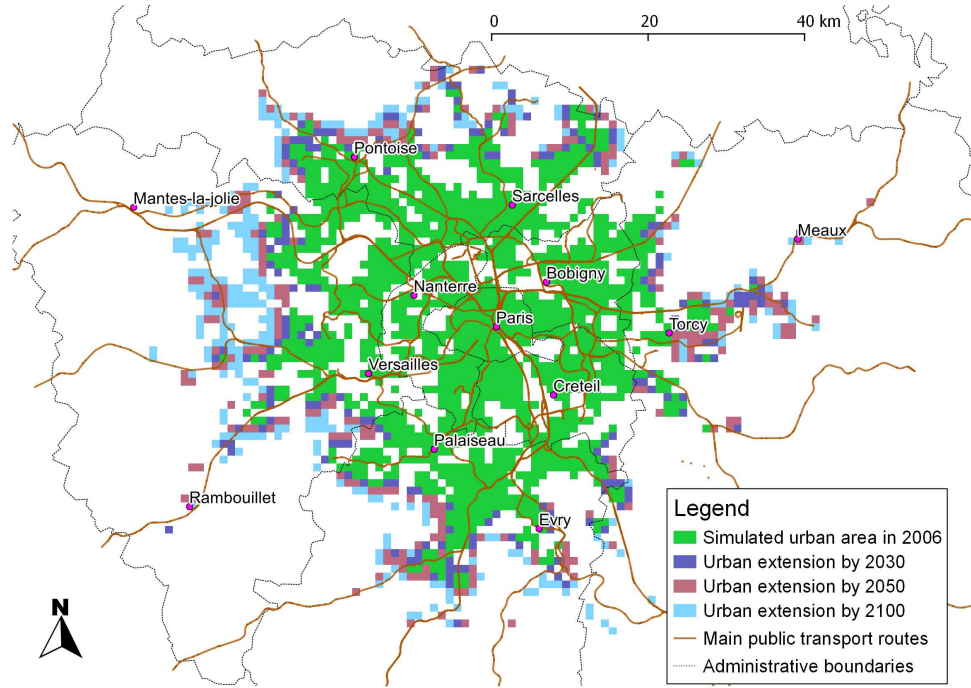 0 20 40 km
Pontoise
Mantes-la-jolie
Sarcelles
Meaux
Bobigny
Nanterre
Paris
Torcy
Versailles
Creteil
Palaiseau
Rambouillet
Evry
Legend
Simulated urban area in 2006
Urban extension by 2030
Urban extension by 2050
Urban extension by 2100
Main public transport routes
Administrative boundaries
N